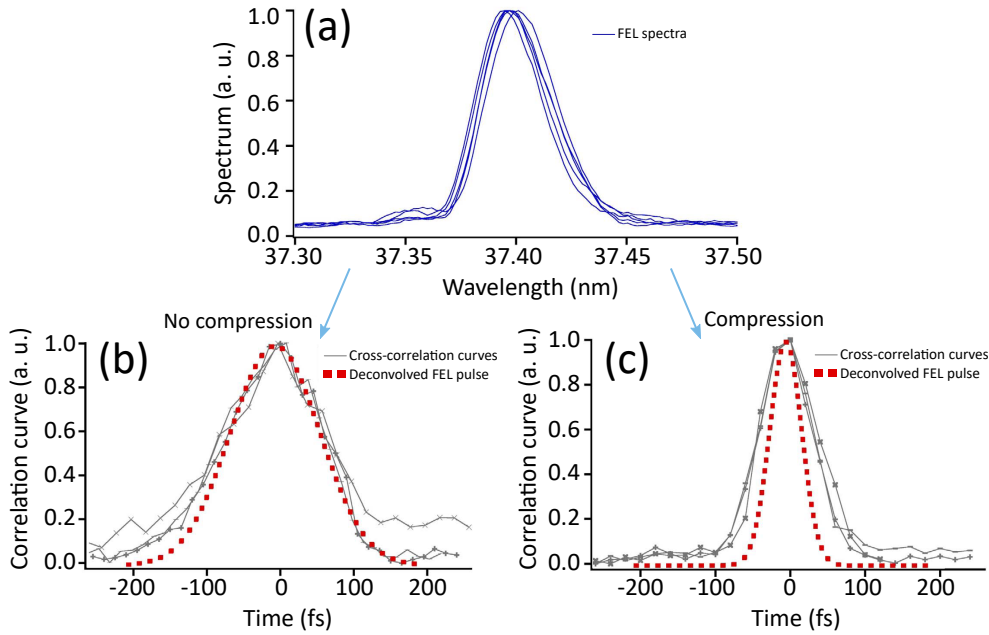 (a)
FEL spectra
Spectrum (a. u.)
1.0
0.8
0.6
0.4
0.2
0.0
37.30 37.35 37.40 37.45 37.50
Wavelength (nm)
No compression
(b)
Cross-correlation curves
Deconvolved FEL pulse
Correlation curve (a. u.)
1.0
0.8
0.6
0.4
0.2
0.0
-200 -100 0 100 200
Time (fs)
Compression
(c)
Cross-correlation curves
Deconvolved FEL pulse
Correlation curve (a. u.)
1.0
0.8
0.6
0.4
0.2
0.0
-200 -100 0 100 200
Time (fs)